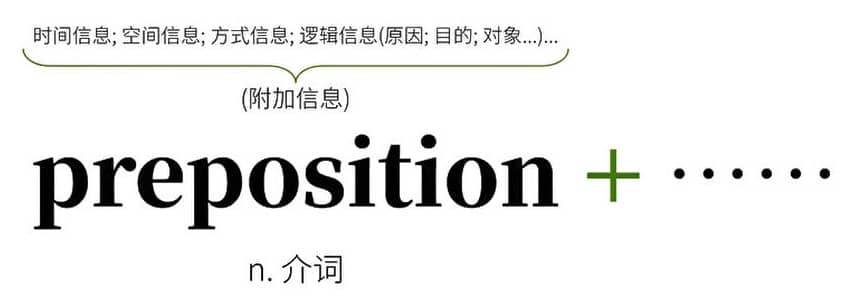 时间信息; 空间信息; 方式信息; 逻辑信息(原因; 目的; 对象...)...
(附加信息)
preposition + ······
n. 介词